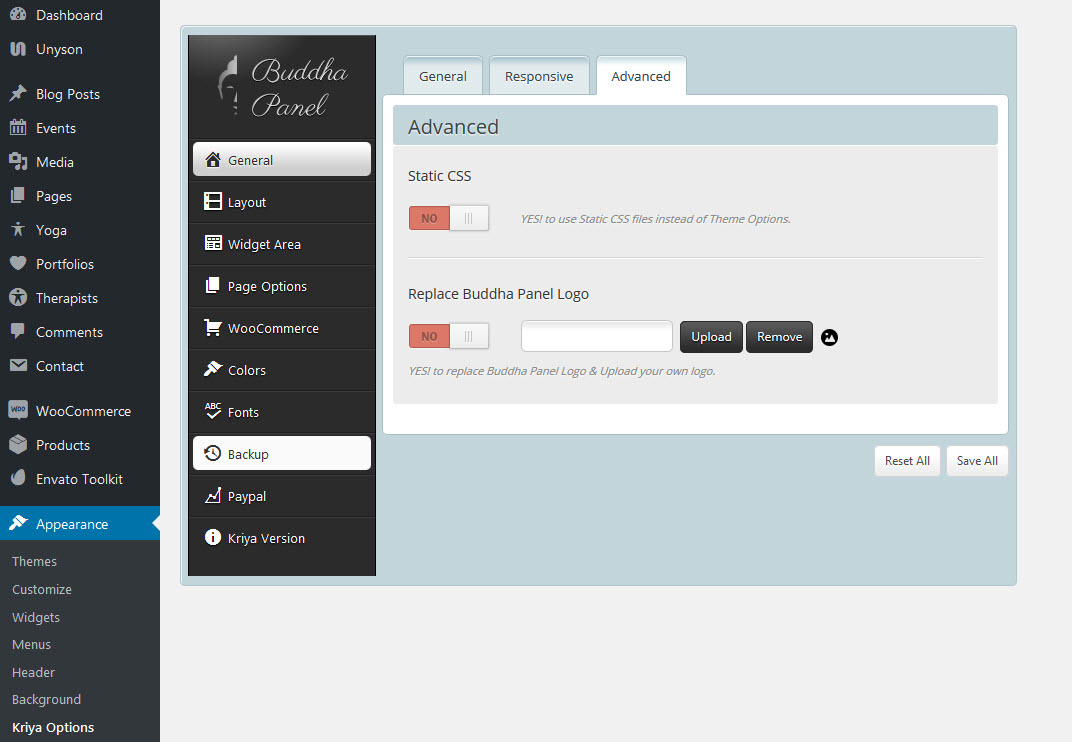 Dashboard
Unyson
Blog Posts
Events
Media
Pages
Yoga
Portfolios
Therapists
Comments
Contact
WOO WooCommerce
Products
Envato Toolkit
Appearance
Themes
Customize
Widgets
Menus
Header
Background
Kriya Options
Buddha
Panel
General
Layout
Widget Area
Page Options
WooCommerce
Colors
ABC Fonts
Backup
Paypal
Kriya Version
General Responsive Advanced
Advanced
Static CSS
NO YES! to use Static CSS files instead of Theme Options.
Replace Buddha Panel Logo
NO Upload Remove
YES! to replace Buddha Panel Logo & Upload your own logo.
Reset All Save All